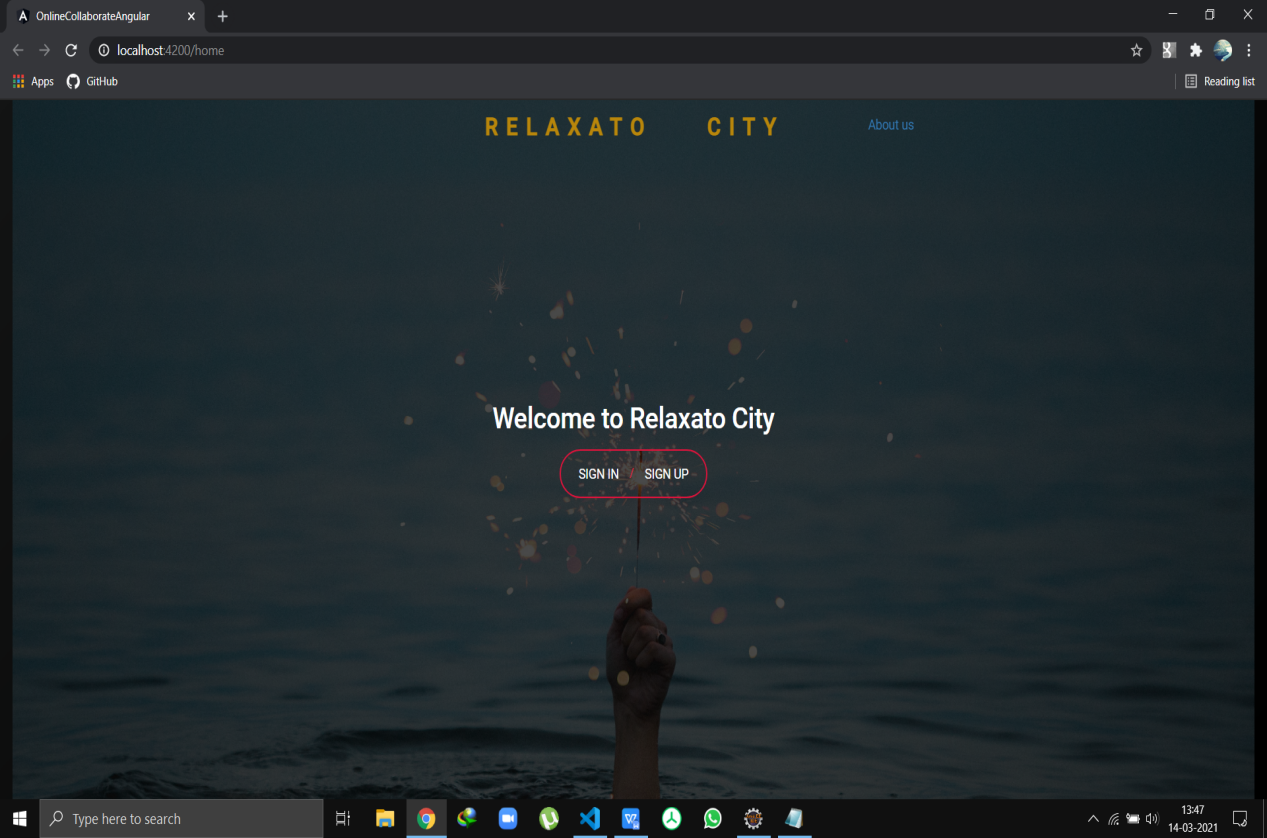 OnlineCollaborateAngular
localhost:4200/home
Apps GitHub Reading list
RELAXATO CITY About us
Welcome to Relaxato City
SIGN IN / SIGN UP
Type here to search
13:47
14-03-2021